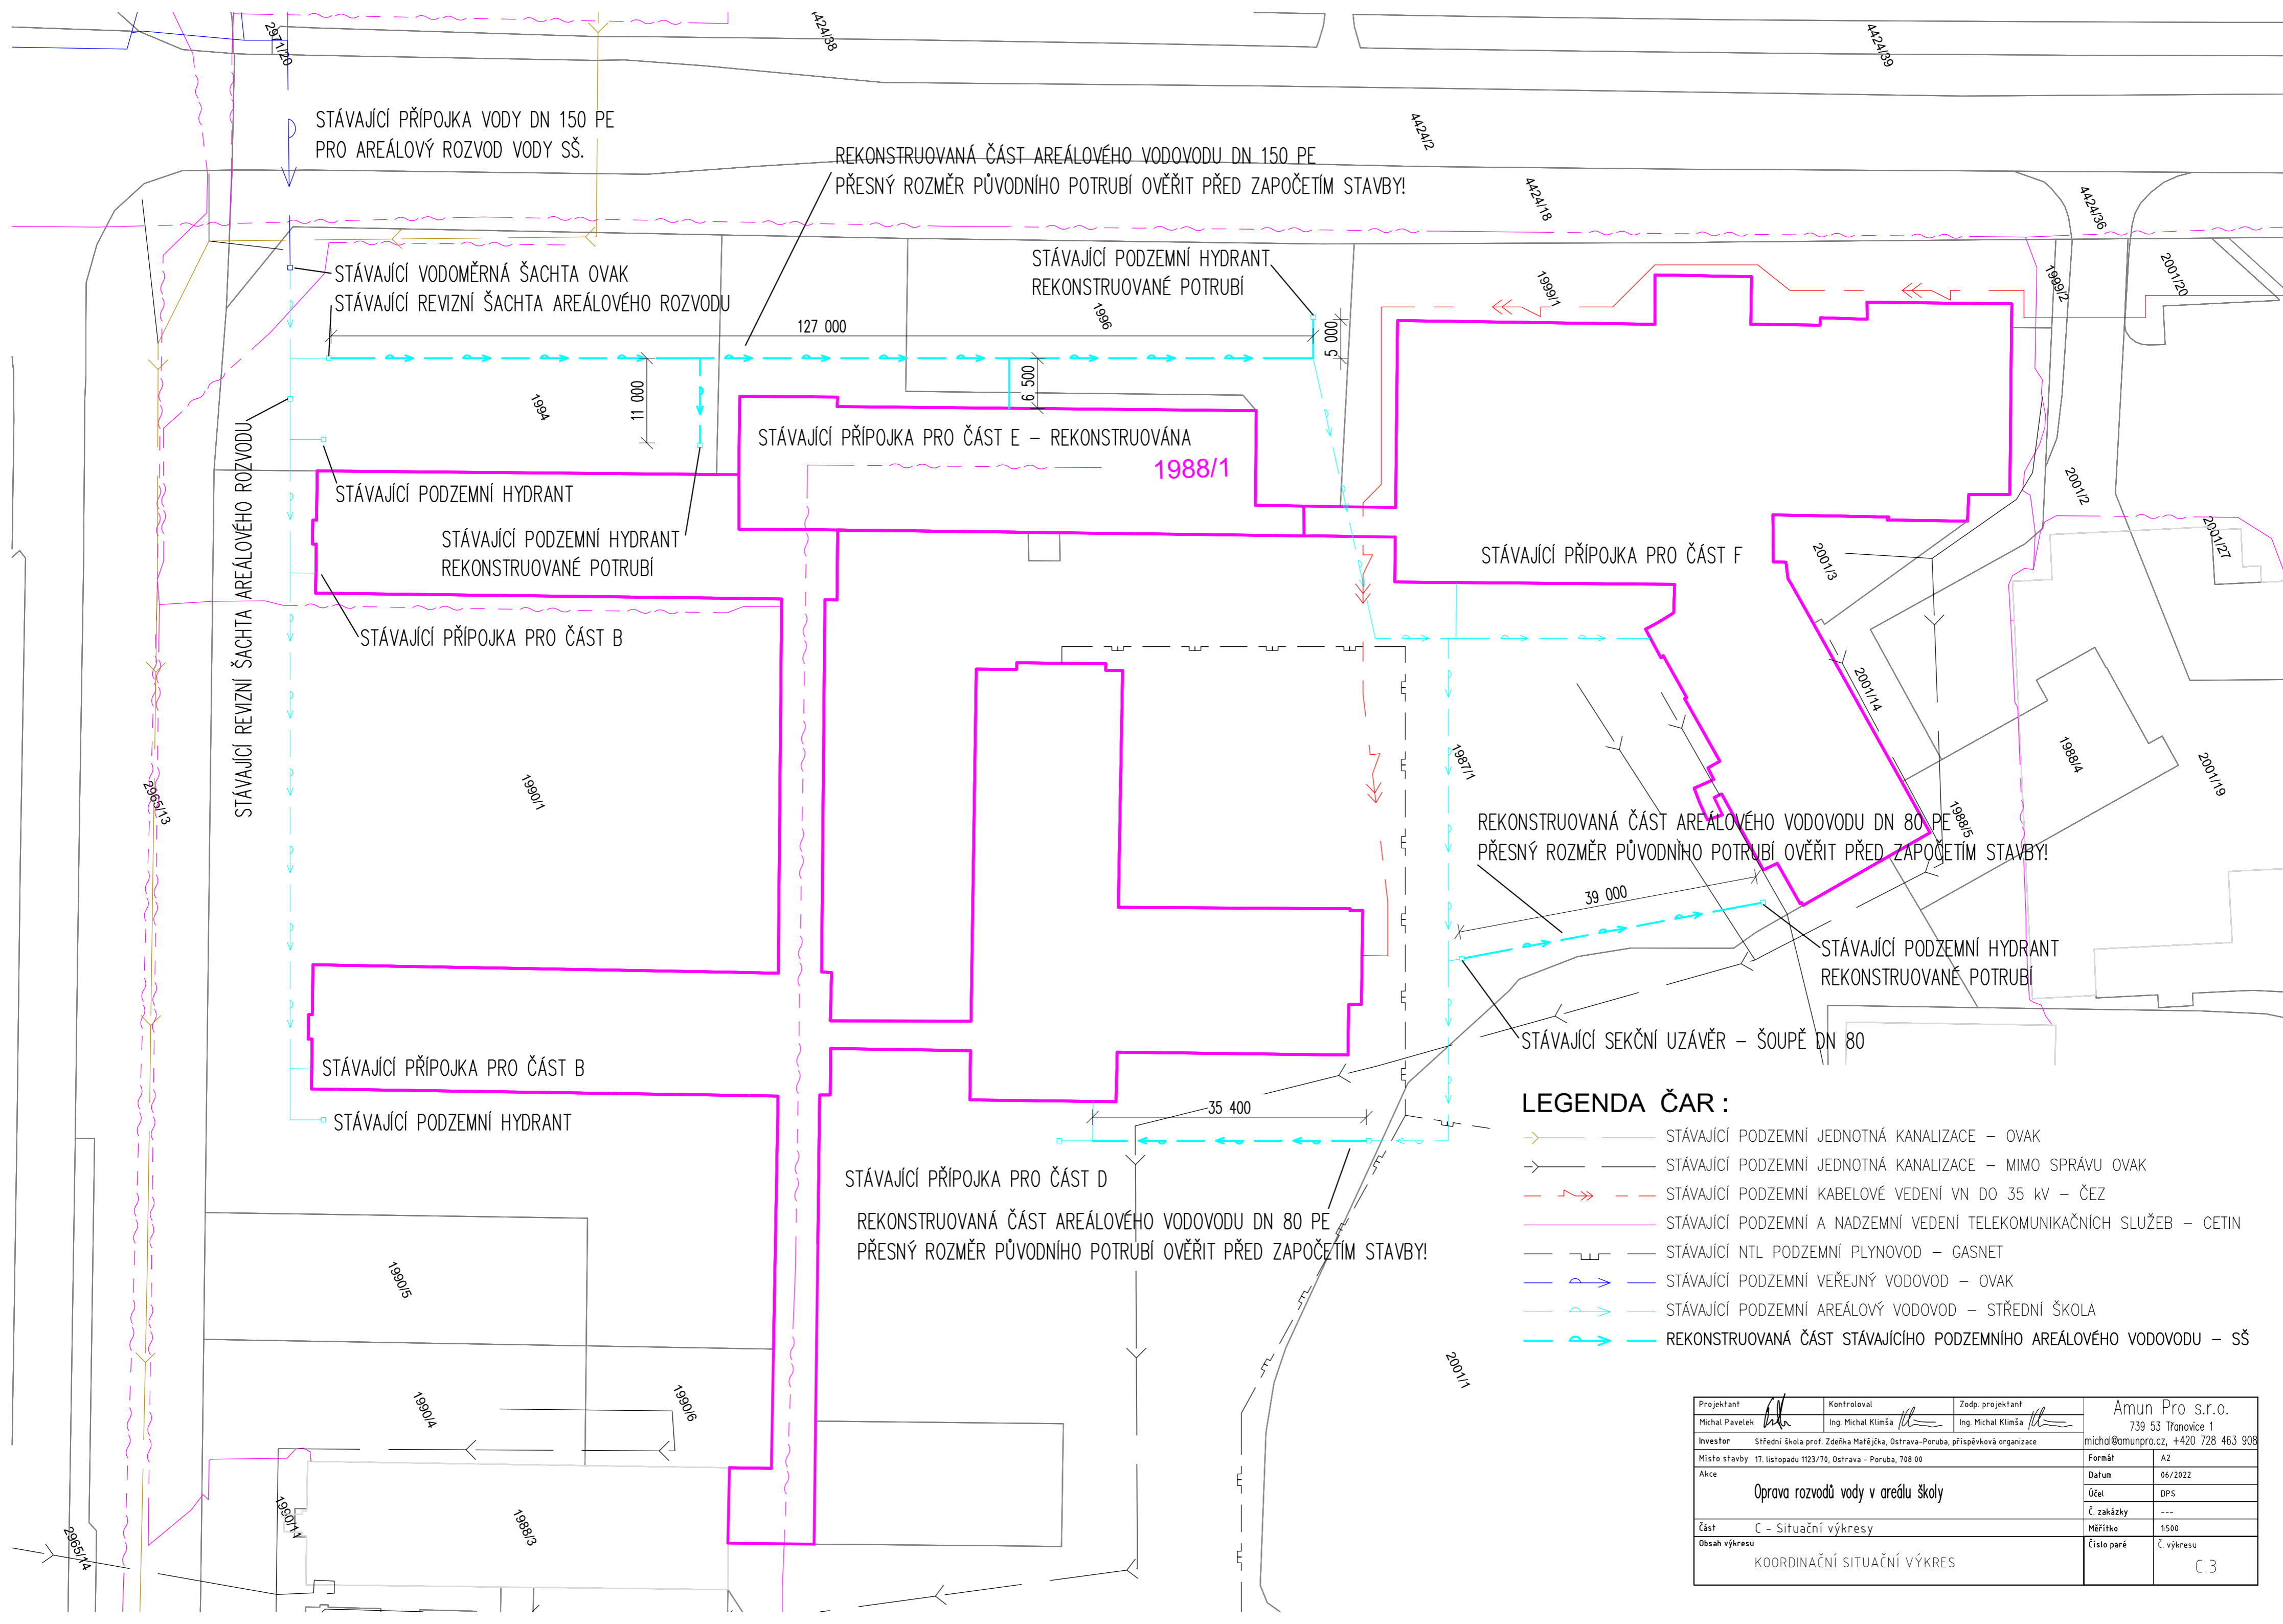 2971/20
4424/38
4424/39
STÁVAJÍCÍ PŘÍPOJKA VODY DN 150 PE
PRO AREÁLOVÝ ROZVOD VODY SŠ.
4424/2
REKONSTRUOVANÁ ČÁST AREÁLOVÉHO VODOVODU DN 150 PE
PŘESNÝ ROZMĚR PŮVODNÍHO POTRUBÍ OVĚŘIT PŘED ZAPOČETÍM STAVBY!
4424/18
4424/36
STÁVAJÍCÍ VODOMĚRNÁ ŠACHTA OVAK
STÁVAJÍCÍ REVIZNÍ ŠACHTA AREÁLOVÉHO ROZVODU
STÁVAJÍCÍ PODZEMNÍ HYDRANT
REKONSTRUOVANÉ POTRUBÍ
1999/1
1999/2
2001/20
127 000
1996
5 000
11 000
6 500
1994
STÁVAJÍCÍ PŘÍPOJKA PRO ČÁST E – REKONSTRUOVÁNA
1988/1
STÁVAJÍCÍ PODZEMNÍ HYDRANT
2001/2
STÁVAJÍCÍ PODZEMNÍ HYDRANT
REKONSTRUOVANÉ POTRUBÍ
2001/27
STÁVAJÍCÍ PŘÍPOJKA PRO ČÁST F
2001/3
STÁVAJÍCÍ REVIZNÍ ŠACHTA AREÁLOVÉHO ROZVODU
STÁVAJÍCÍ PŘÍPOJKA PRO ČÁST B
2001/14
1987/1
1988/4
2001/19
2965/13
1990/1
1988/5
REKONSTRUOVANÁ ČÁST AREÁLOVÉHO VODOVODU DN 80 PE
PŘESNÝ ROZMĚR PŮVODNÍHO POTRUBÍ OVĚŘIT PŘED ZAPOČETÍM STAVBY!
39 000
STÁVAJÍCÍ PODZEMNÍ HYDRANT
REKONSTRUOVANÉ POTRUBÍ
STÁVAJÍCÍ SEKČNÍ UZÁVĚR – ŠOUPĚ DN 80
STÁVAJÍCÍ PŘÍPOJKA PRO ČÁST B
STÁVAJÍCÍ PODZEMNÍ HYDRANT
35 400
STÁVAJÍCÍ PŘÍPOJKA PRO ČÁST D
REKONSTRUOVANÁ ČÁST AREÁLOVÉHO VODOVODU DN 80 PE
PŘESNÝ ROZMĚR PŮVODNÍHO POTRUBÍ OVĚŘIT PŘED ZAPOČETÍM STAVBY!
LEGENDA ČAR :
STÁVAJÍCÍ PODZEMNÍ JEDNOTNÁ KANALIZACE – OVAK
STÁVAJÍCÍ PODZEMNÍ JEDNOTNÁ KANALIZACE – MIMO SPRÁVU OVAK
STÁVAJÍCÍ PODZEMNÍ KABELOVÉ VEDENÍ VN DO 35 kV – ČEZ
STÁVAJÍCÍ PODZEMNÍ A NADZEMNÍ VEDENÍ TELEKOMUNIKAČNÍCH SLUŽEB – CETIN
STÁVAJÍCÍ NTL PODZEMNÍ PLYNOVOD – GASNET
STÁVAJÍCÍ PODZEMNÍ VEŘEJNÝ VODOVOD – OVAK
STÁVAJÍCÍ PODZEMNÍ AREÁLOVÝ VODOVOD – STŘEDNÍ ŠKOLA
REKONSTRUOVANÁ ČÁST STÁVAJÍCÍHO PODZEMNÍHO AREÁLOVÉHO VODOVODU – SŠ
1990/5
1990/4
1990/6
2001/1
1990/11
1988/3
2965/14
Projektant Kontroloval Zodp. projektant
Michal Pavelek Ing. Michal Klimša Ing. Michal Klimša
Amun Pro s.r.o.
739 53 Třanovice 1
michal@amunpro.cz, +420 728 463 908
Investor Střední škola prof. Zdeňka Matějčka, Ostrava-Poruba, příspěvková organizace
Místo stavby 17. listopadu 1123/70, Ostrava - Poruba, 708 00
Formát A2
Akce
Oprava rozvodů vody v areálu školy
Datum 06/2022
Účel DPS
Č. zakázky ---
Část C - Situační výkresy
Měřítko 1:500
Obsah výkresu
KOORDINAČNÍ SITUAČNÍ VÝKRES
Číslo paré Č. výkresu
C.3